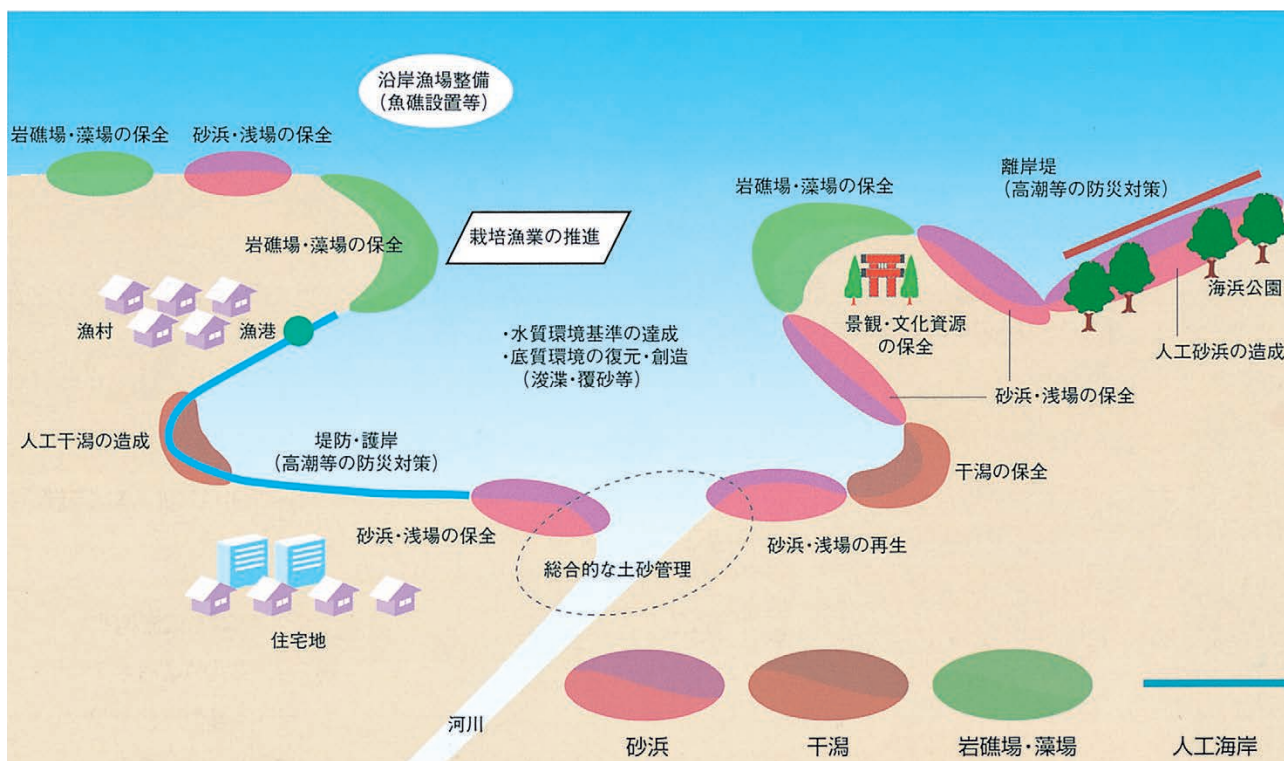 沿岸漁場整備
(魚礁設置等)
岩礁場・藻場の保全
砂浜・浅場の保全
岩礁場・藻場の保全
栽培漁業の推進
岩礁場・藻場の保全
離岸堤
(高潮等の防災対策)
漁村
漁港
・水質環境基準の達成
・底質環境の復元・創造
(浚渫・覆砂等)
景観・文化資源
の保全
海浜公園
人工砂浜の造成
砂浜・浅場の保全
人工干潟の造成
堤防・護岸
(高潮等の防災対策)
干潟の保全
砂浜・浅場の保全
砂浜・浅場の再生
総合的な土砂管理
住宅地
河川
砂浜
干潟
岩礁場・藻場
人工海岸